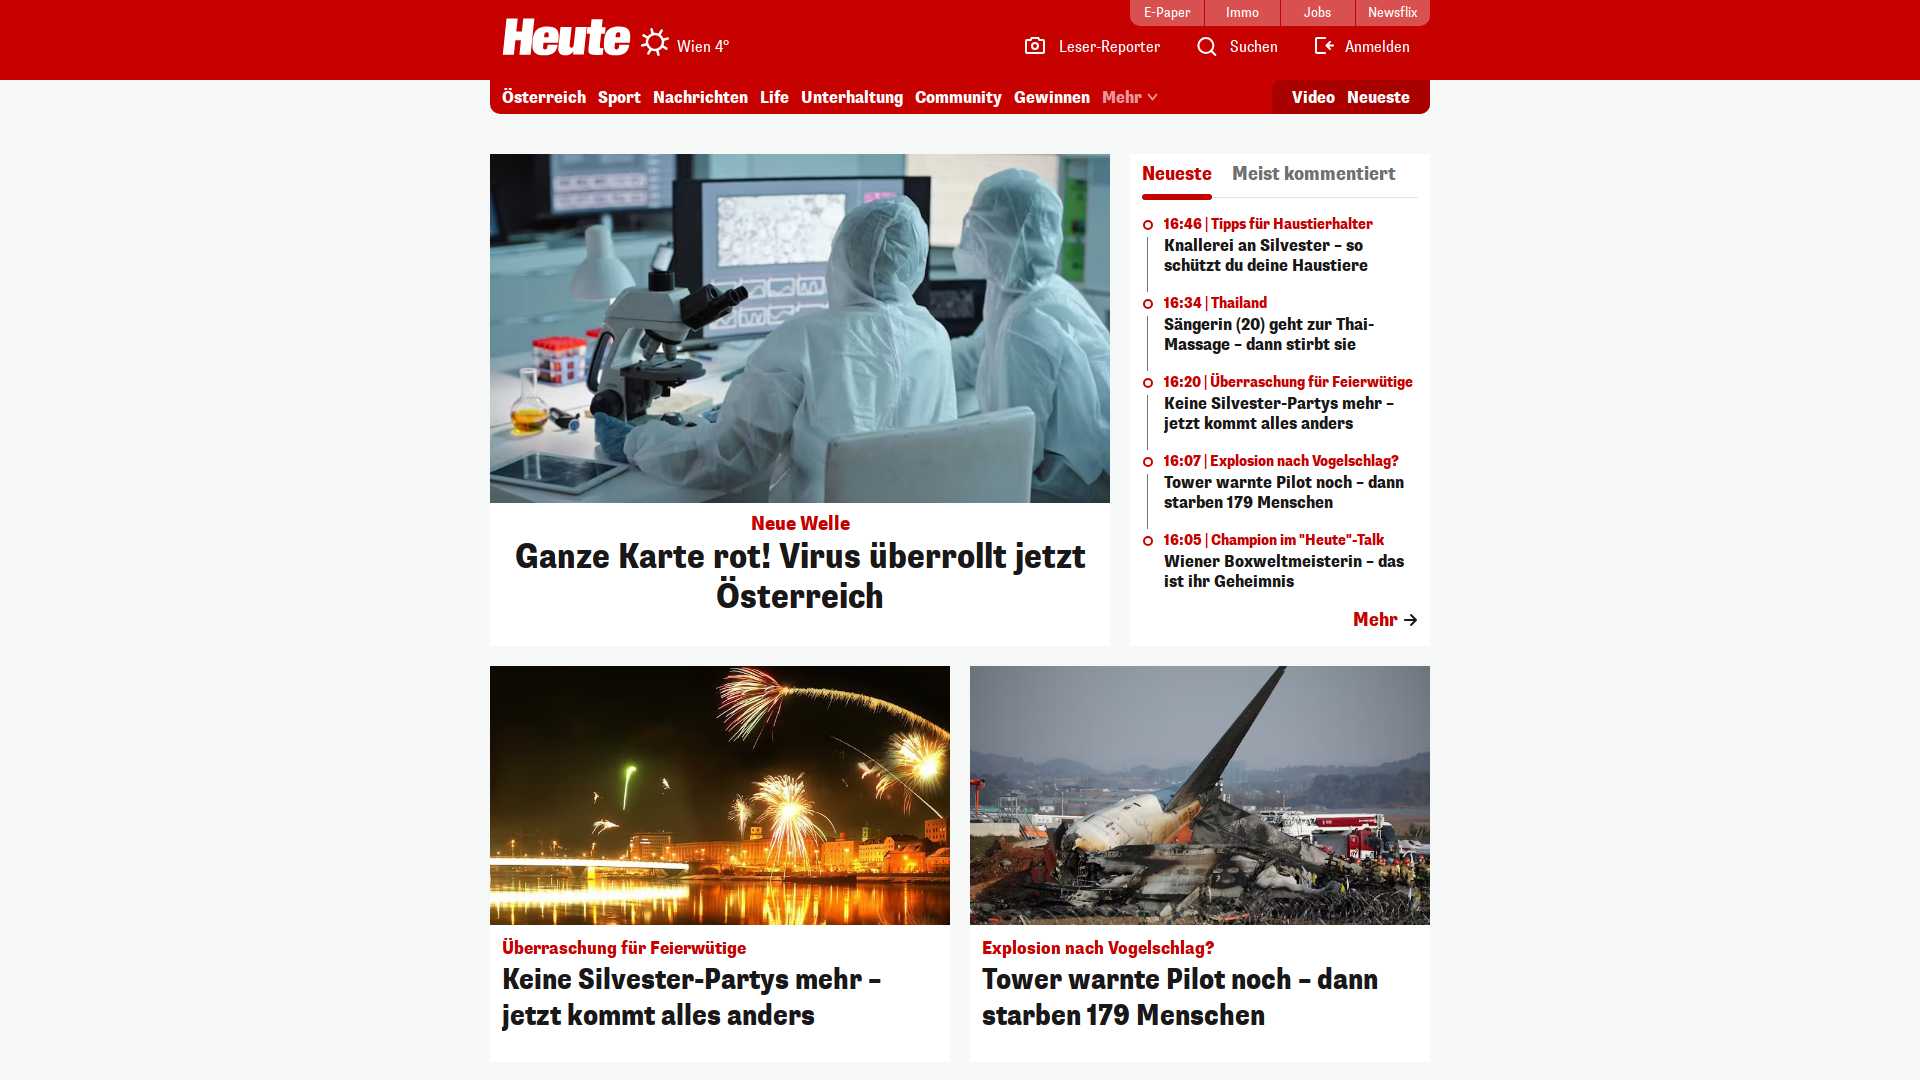 E-Paper
Immo
Jobs
Newsflix
Heute
Wien 4°
Leser-Reporter
Suchen
Anmelden
Österreich
Sport
Nachrichten
Life
Unterhaltung
Community
Gewinnen
Mehr
Video
Neueste
Neue Welle
Ganze Karte rot! Virus überrollt jetzt
Österreich
Neueste
Meist kommentiert
16:46 | Tipps für Haustierhalter
Knallerei an Silvester – so
schützt du deine Haustiere
16:34 | Thailand
Sängerin (20) geht zur Thai-
Massage – dann stirbt sie
16:20 | Überraschung für Feierwütige
Keine Silvester-Partys mehr –
jetzt kommt alles anders
16:07 | Explosion nach Vogelschlag?
Tower warnte Pilot noch – dann
starben 179 Menschen
16:05 | Champion im "Heute"-Talk
Wiener Boxweltmeisterin – das
ist ihr Geheimnis
Mehr
Überraschung für Feierwütige
Keine Silvester-Partys mehr –
jetzt kommt alles anders
Explosion nach Vogelschlag?
Tower warnte Pilot noch – dann
starben 179 Menschen